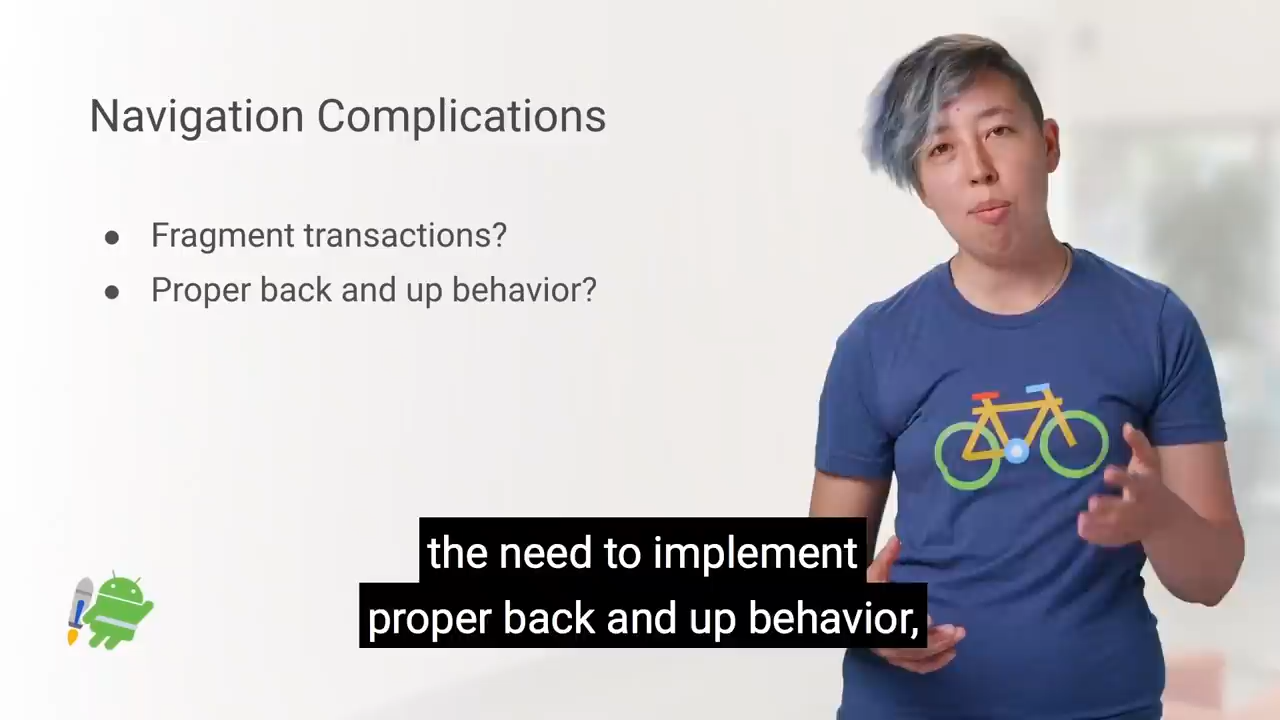 Navigation Complications
● Fragment transactions?
● Proper back and up behavior?
the need to implement
proper back and up behavior,